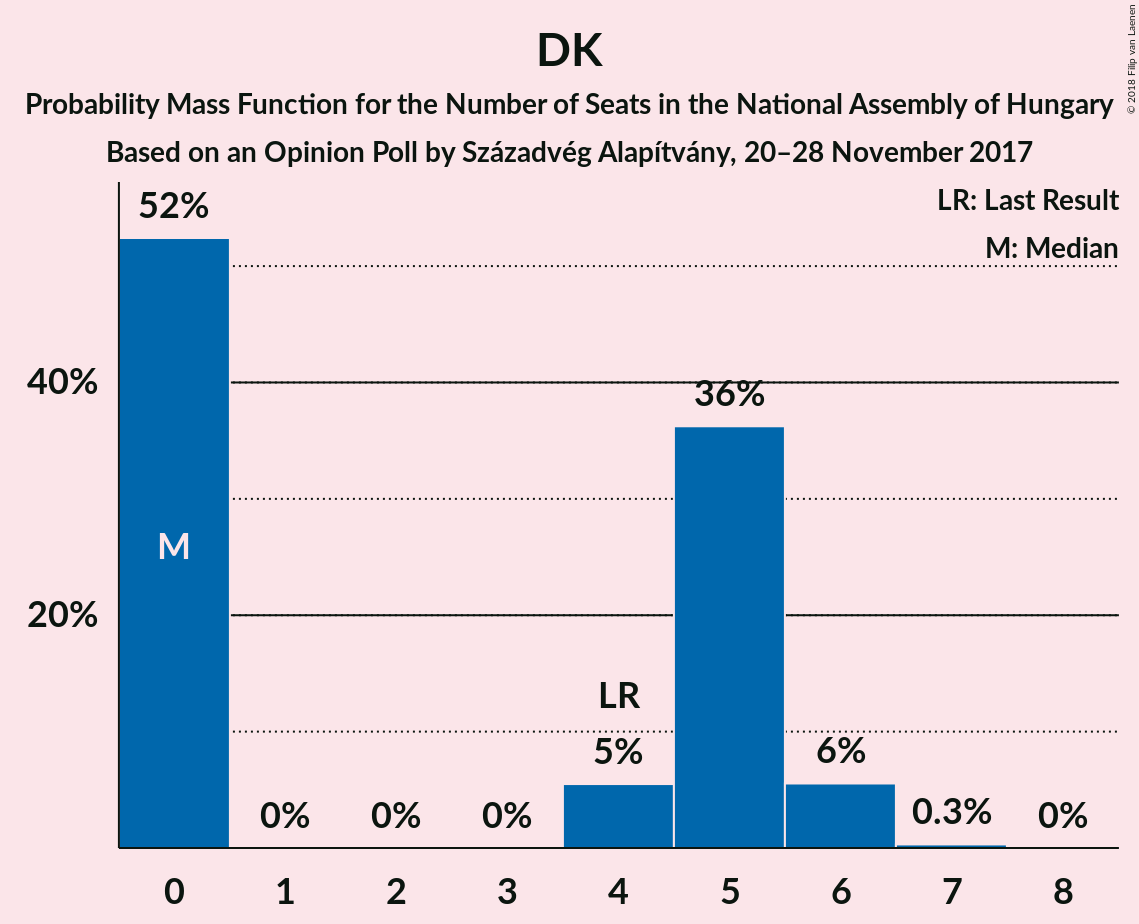 DK
Probability Mass Function for the Number of Seats in the National Assembly of Hungary
Based on an Opinion Poll by Századvég Alapítvány, 20–28 November 2017
© 2018 Filip van Laenen
LR: Last Result
M: Median
52%
40%
36%
M
20%
LR
5%
6%
0%
0%
0%
0.3%
0%
0 1 2 3 4 5 6 7 8